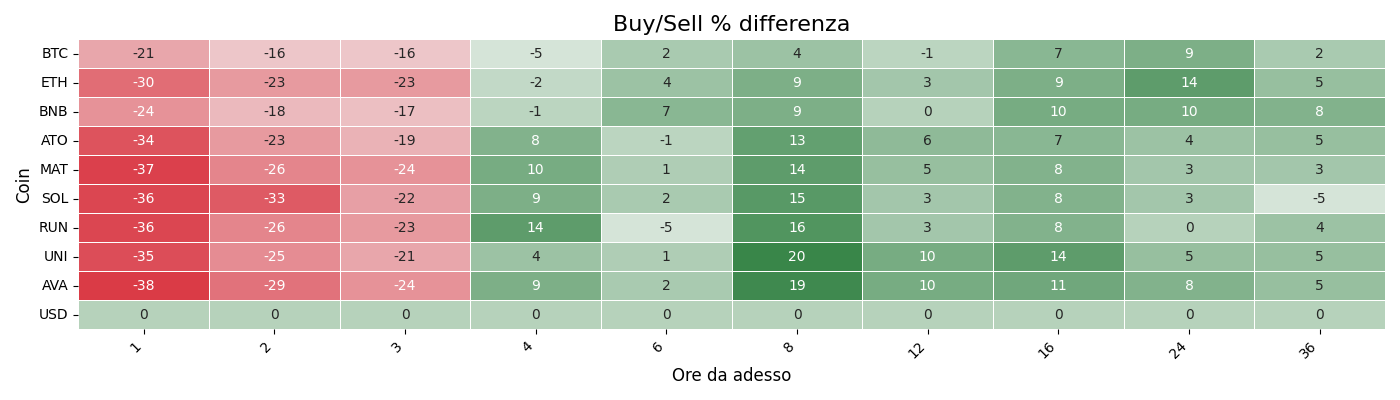 Buy/Sell % differenza
BTC -21 -16 -16 -5 2 4 -1 7 9 2
ETH -30 -23 -23 -2 4 9 3 9 14 5
BNB -24 -18 -17 -1 7 9 0 10 10 8
ATO -34 -23 -19 8 -1 13 6 7 4 5
MAT -37 -26 -24 10 1 14 5 8 3 3
SOL -36 -33 -22 9 2 15 3 8 3 -5
RUN -36 -26 -23 14 -5 16 3 8 0 4
UNI -35 -25 -21 4 1 20 10 14 5 5
AVA -38 -29 -24 9 2 19 10 11 8 5
USD 0 0 0 0 0 0 0 0 0 0
1 2 3 4 6 8 12 16 24 36
Coin
Ore da adesso